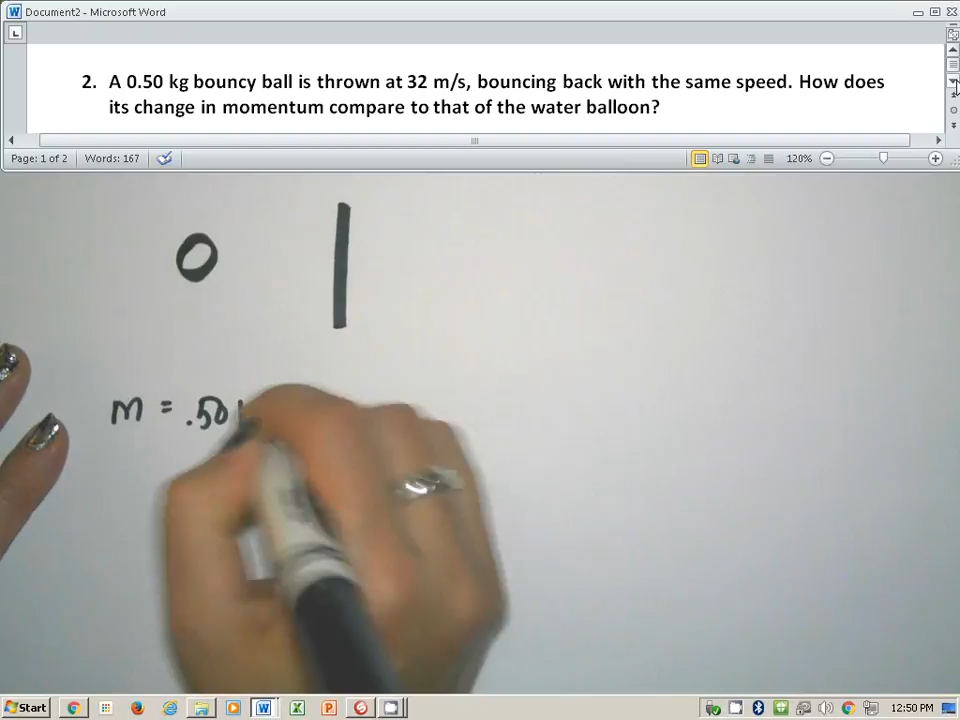 Document2 - Microsoft Word
2. A 0.50 kg bouncy ball is thrown at 32 m/s, bouncing back with the same speed. How does
its change in momentum compare to that of the water balloon?
Page: 1 of 2 Words: 167 120%
m = .50
Start 12:50 PM